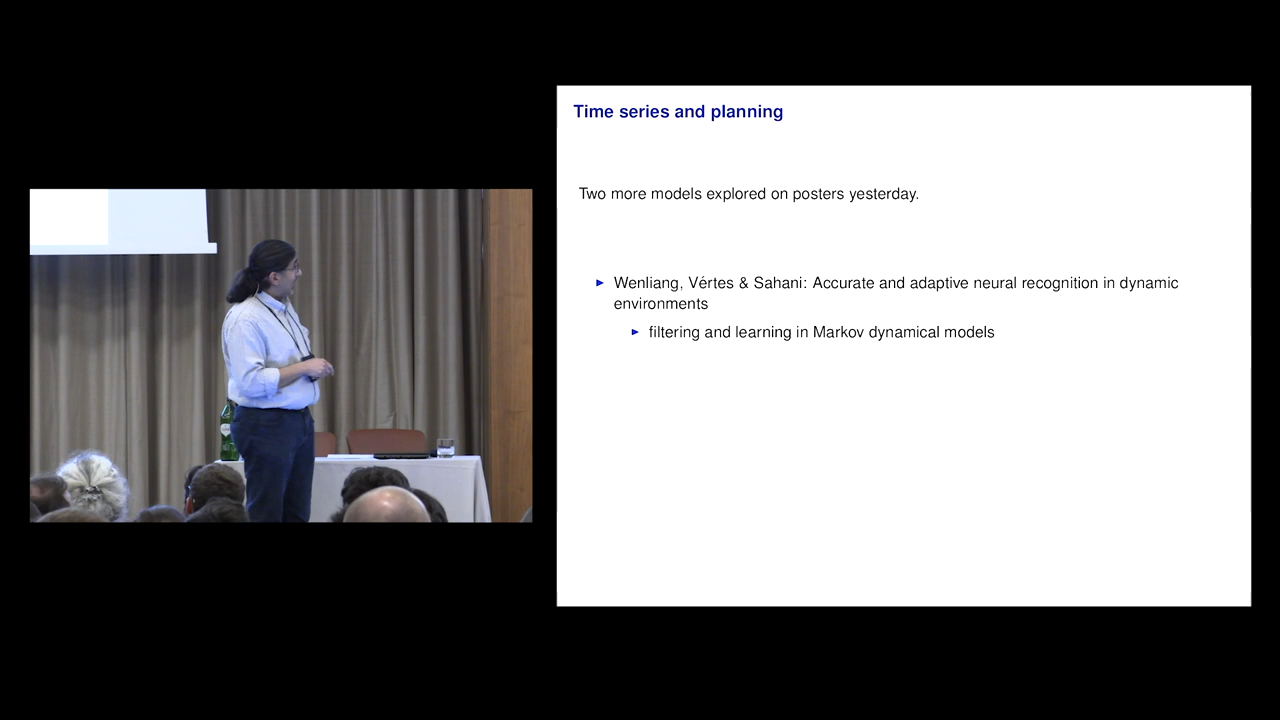 Time series and planning
Two more models explored on posters yesterday.
Wenliang, Vértes & Sahani: Accurate and adaptive neural recognition in dynamic
environments
filtering and learning in Markov dynamical models